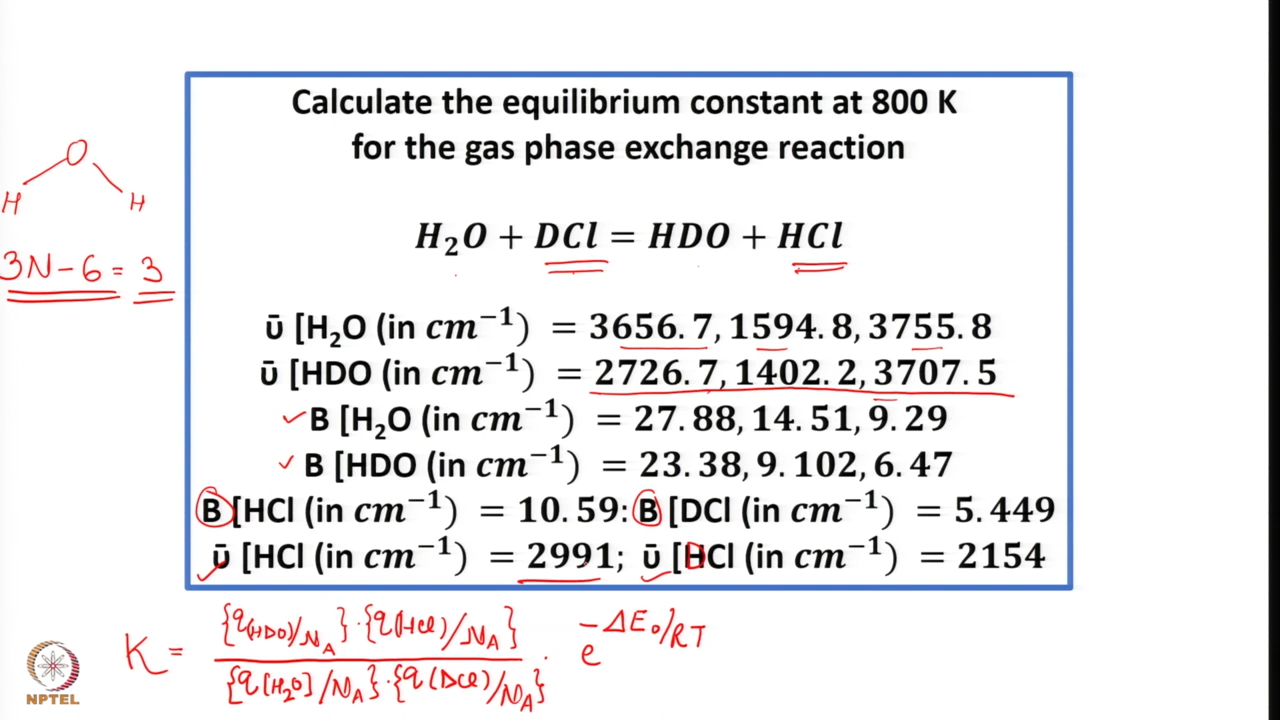 Calculate the equilibrium constant at 800 K
for the gas phase exchange reaction
O
H H
3N - 6 = 3
H₂O + DCl = HDO + HCl
ῡ [H₂O (in cm⁻¹) = 3656.7, 1594.8, 3755.8
ῡ [HDO (in cm⁻¹) = 2726.7, 1402.2, 3707.5
B [H₂O (in cm⁻¹) = 27.88, 14.51, 9.29
B [HDO (in cm⁻¹) = 23.38, 9.102, 6.47
B [HCl (in cm⁻¹) = 10.59: B [DCl (in cm⁻¹) = 5.449
ῡ [HCl (in cm⁻¹) = 2991; ῡ [DCl (in cm⁻¹) = 2154
K = {q(HDO)/N_A} · {q(HCl)/N_A} / {q[H₂O]/N_A} · {q(DCl)/N_A} · e^(-ΔE₀/RT)
NPTEL